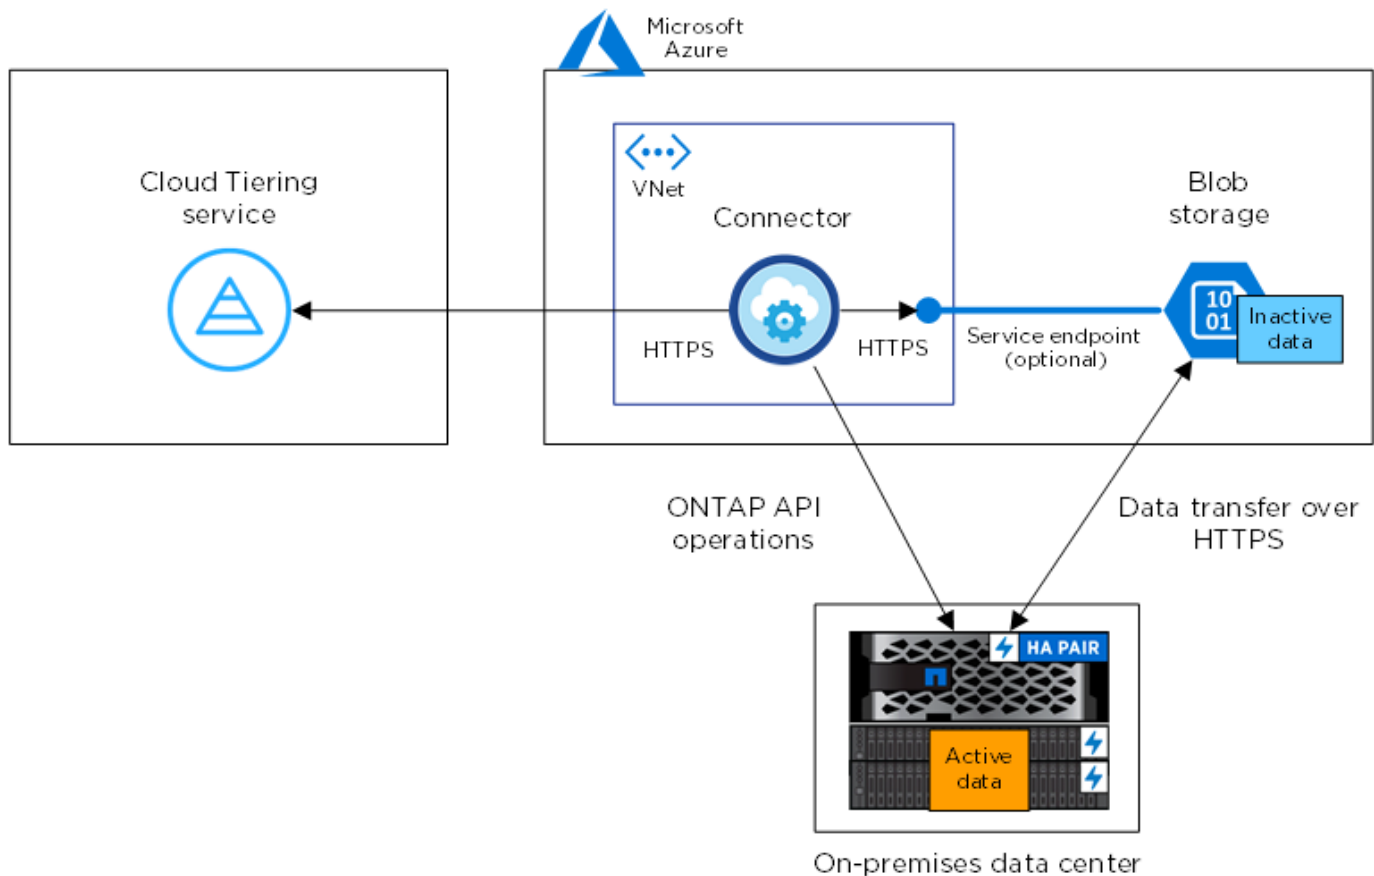 Microsoft
Azure
Cloud Tiering
service
VNet
Connector
Blob
storage
10
01
Inactive
data
HTTPS
HTTPS
Service endpoint
(optional)
ONTAP API
operations
Data transfer over
HTTPS
HA PAIR
Active
data
On-premises data center